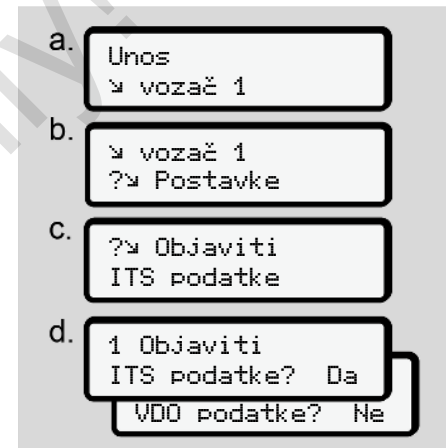 a.
Unos
↘ vozač 1
b.
↘ vozač 1
?↘ Postavke
c.
?↘ Objaviti
ITS podatke
d.
1 Objaviti
ITS podatke? Da
VDO podatke? Ne